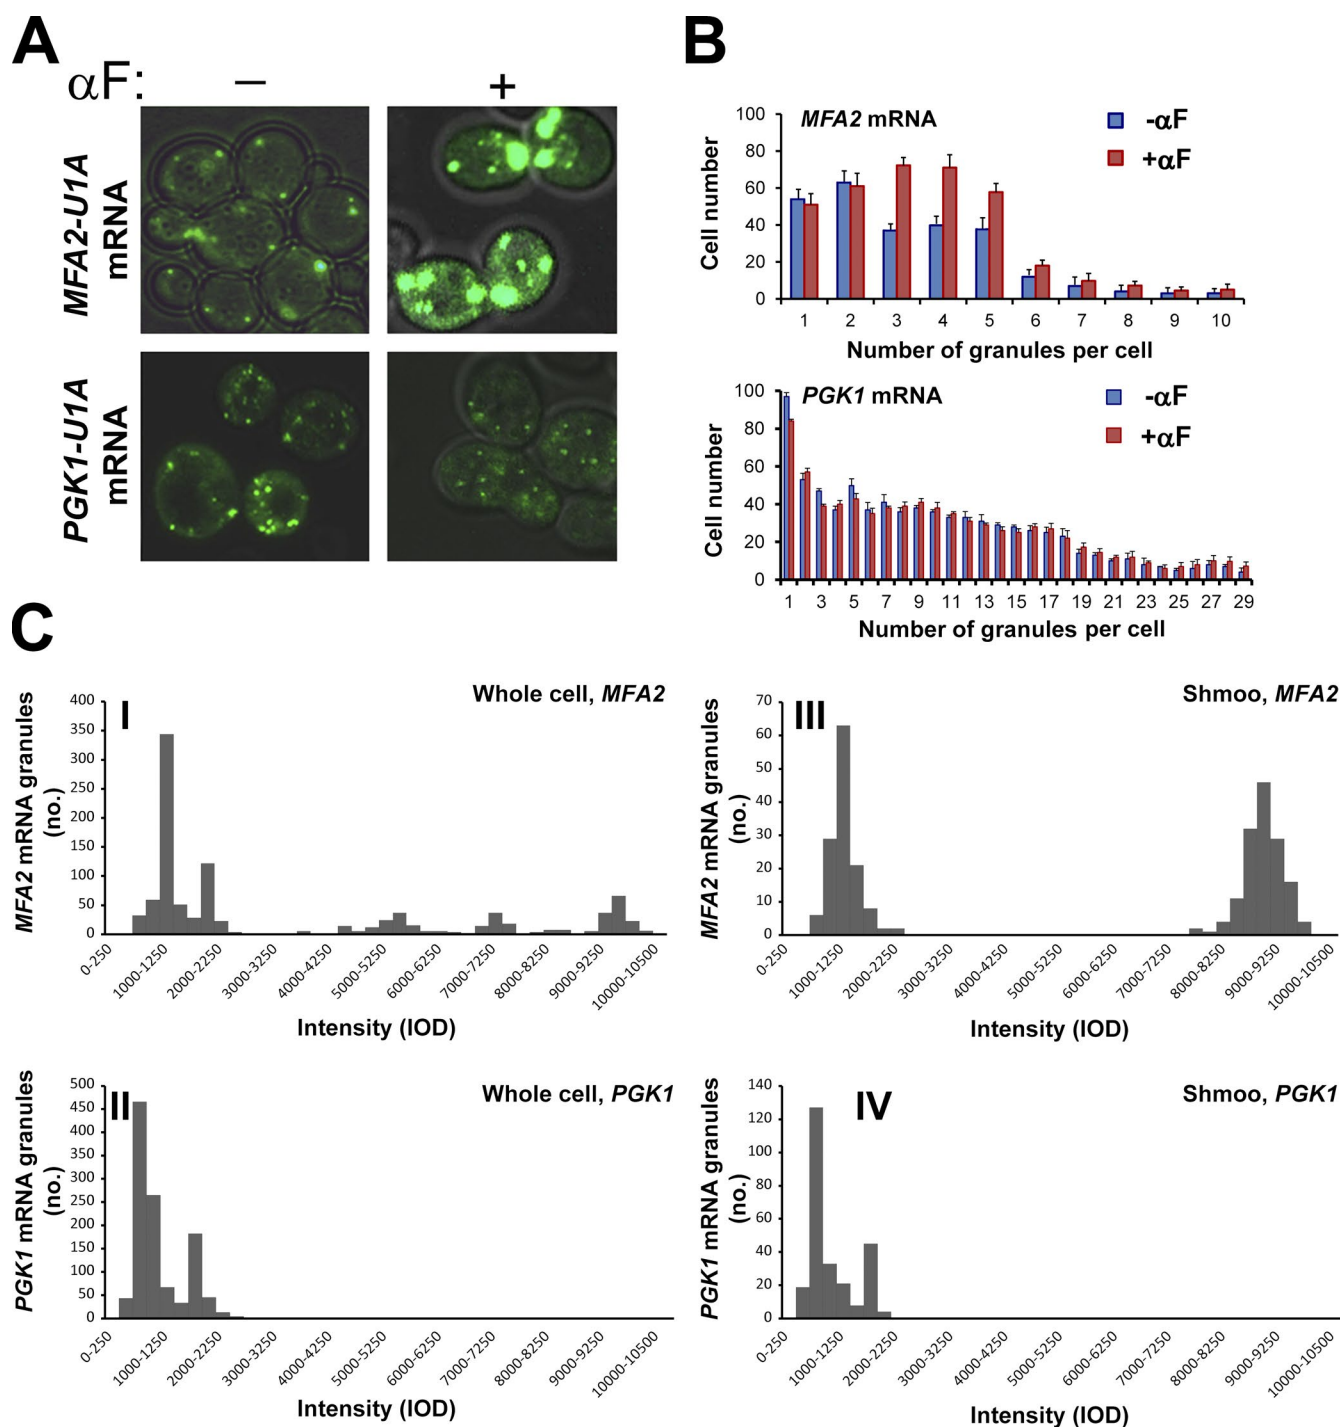 A
αF: – +
MFA2-U1A
mRNA
PGK1-U1A
mRNA
B
MFA2 mRNA
-αF
+αF
Cell number
100
80
60
40
20
0
1 2 3 4 5 6 7 8 9 10
Number of granules per cell
PGK1 mRNA
-αF
+αF
Cell number
100
80
60
40
20
0
1 3 5 7 9 11 13 15 17 19 21 23 25 27 29
Number of granules per cell
C
I
Whole cell, MFA2
MFA2 mRNA granules
(no.)
400
350
300
250
200
150
100
50
0
0-250 1000-1250 2000-2250 3000-3250 4000-4250 5000-5250 6000-6250 7000-7250 8000-8250 9000-9250 10000-10500
Intensity (IOD)
III
Shmoo, MFA2
MFA2 mRNA granules
(no.)
70
60
50
40
30
20
10
0
0-250 1000-1250 2000-2250 3000-3250 4000-4250 5000-5250 6000-6250 7000-7250 8000-8250 9000-9250 10000-10500
Intensity (IOD)
II
Whole cell, PGK1
PGK1 mRNA granules
(no.)
500
450
400
350
300
250
200
150
100
50
0
0-250 1000-1250 2000-2250 3000-3250 4000-4250 5000-5250 6000-6250 7000-7250 8000-8250 9000-9250 10000-10500
Intensity (IOD)
IV
Shmoo, PGK1
PGK1 mRNA granules
(no.)
140
120
100
80
60
40
20
0
0-250 1000-1250 2000-2250 3000-3250 4000-4250 5000-5250 6000-6250 7000-7250 8000-8250 9000-9250 10000-10500
Intensity (IOD)